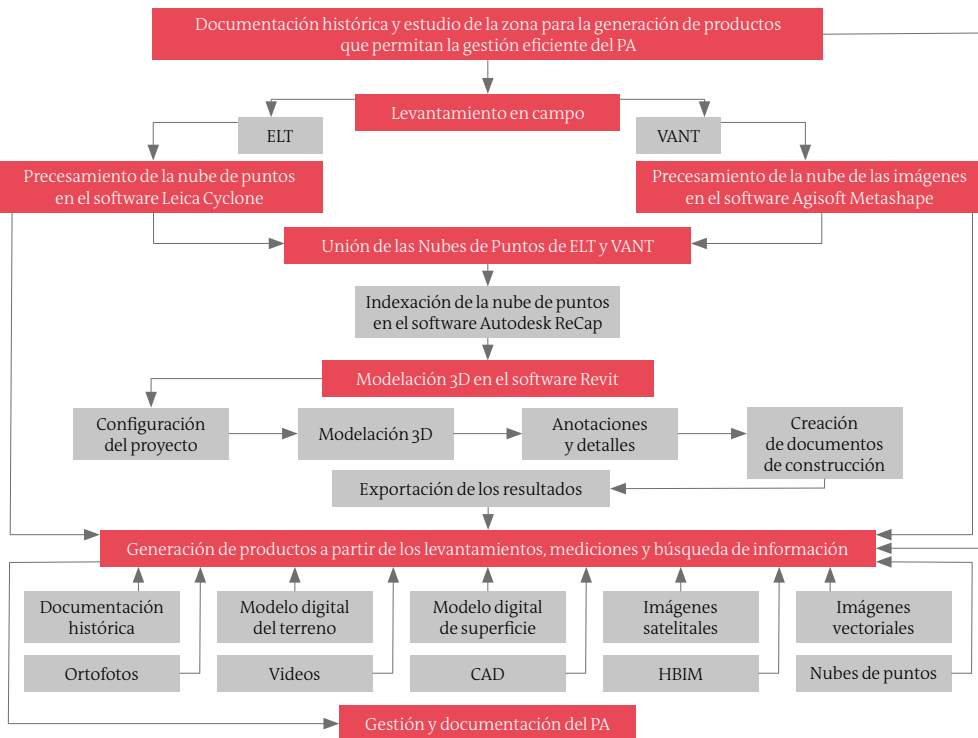 Documentación histórica y estudio de la zona para la generación de productos
que permitan la gestión eficiente del PA
Levantamiento en campo
ELT
VANT
Precesamiento de la nube de puntos
en el software Leica Cyclone
Precesamiento de la nube de las imágenes
en el software Agisoft Metashape
Unión de las Nubes de Puntos de ELT y VANT
Indexación de la nube de puntos
en el software Autodesk ReCap
Modelación 3D en el software Revit
Configuración
del proyecto
Modelación 3D
Anotaciones
y detalles
Creación
de documentos
de construcción
Exportación de los resultados
Generación de productos a partir de los levantamientos, mediciones y búsqueda de información
Documentación
histórica
Modelo digital
del terreno
Modelo digital
de superficie
Imágenes
satelitales
Imágenes
vectoriales
Ortofotos
Videos
CAD
HBIM
Nubes de puntos
Gestión y documentación del PA